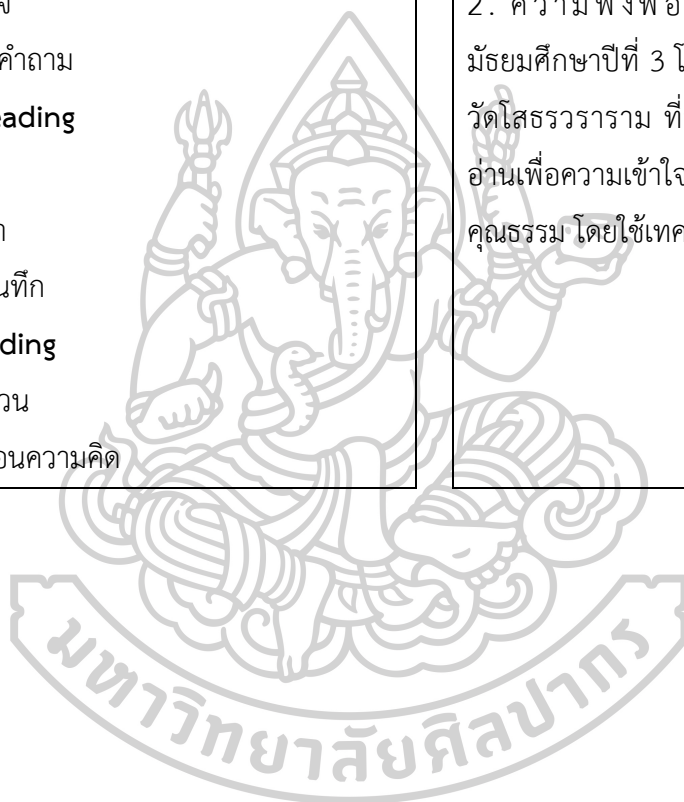 จ
คำถาม
eading
า
นทึก
ding
วน
อนความคิด
2. ความพึงพอ
มัธยมศึกษาปีที่ 3 โ
วัดโสธรวราราม ที่
อ่านเพื่อความเข้าใจ
คุณธรรม โดยใช้เทค
มหาวิทยาลัยศิลปากร